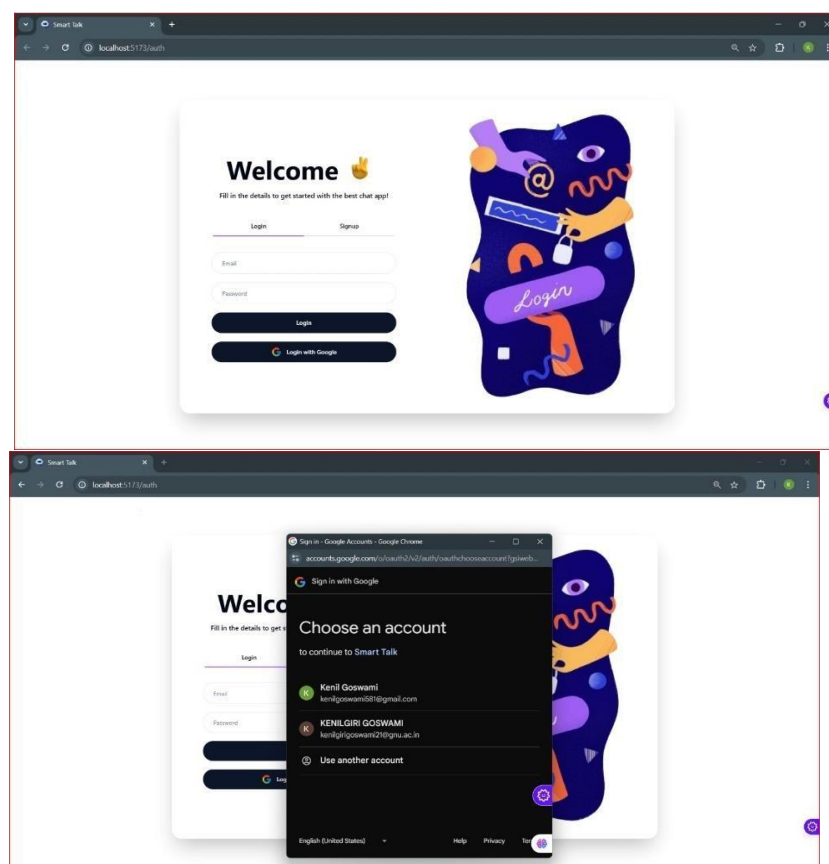 Smart Talk
localhost:5173/auth
K
Welcome ✌
Fill in the details to get started with the best chat app!
Login Signup
Email
Password
Login
Login with Google
@
Login
Smart Talk
localhost:5173/auth
K
Sign in - Google Accounts - Google Chrome
accounts.google.com/o/oauth2/v2/auth/oauthchooseaccount?gsiweb...
Sign in with Google
Welco
Fill in the details to get s
Choose an account
to continue to Smart Talk
Login
Email
K Kenil Goswami
kenilgoswami581@gmail.com
Password
K KENILGIRI GOSWAMI
kenilgirigoswami21@gnu.ac.in
Use another account
G Log
English (United States) Help Privacy Ter